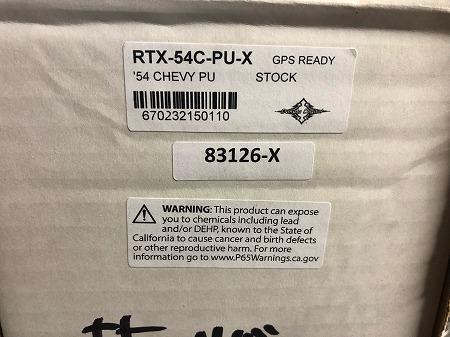 RTX-54C-PU-X GPS READY
'54 CHEVY PU STOCK
670232150110
83126-X
WARNING: This product can expose
you to chemicals including lead
and/or DEHP, known to the State of
California to cause cancer and birth defects
or other reproductive harm. For more
information go to www.P65Warnings.ca.gov